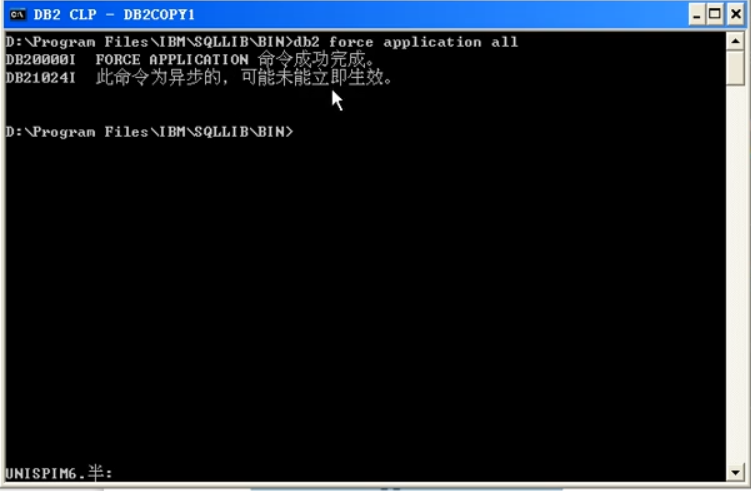 DB2 CLP - DB2COPY1
D:\Program Files\IBM\SQLLIB\BIN>db2 force application all
DB20000I  FORCE APPLICATION 命令成功完成。
DB21024I  此命令为异步的，可能未能立即生效。
D:\Program Files\IBM\SQLLIB\BIN>
UNISPIM6.半: